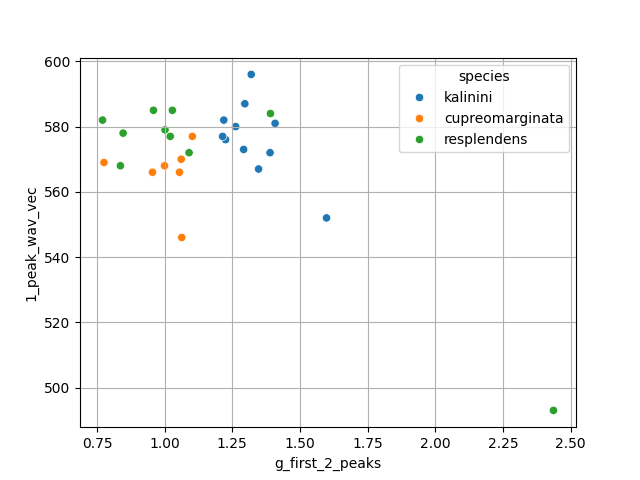 600
580
560
540
520
500
1_peak_wav_vec
species
kalinini
cupreomarginata
resplendens
0.75 1.00 1.25 1.50 1.75 2.00 2.25 2.50
g_first_2_peaks